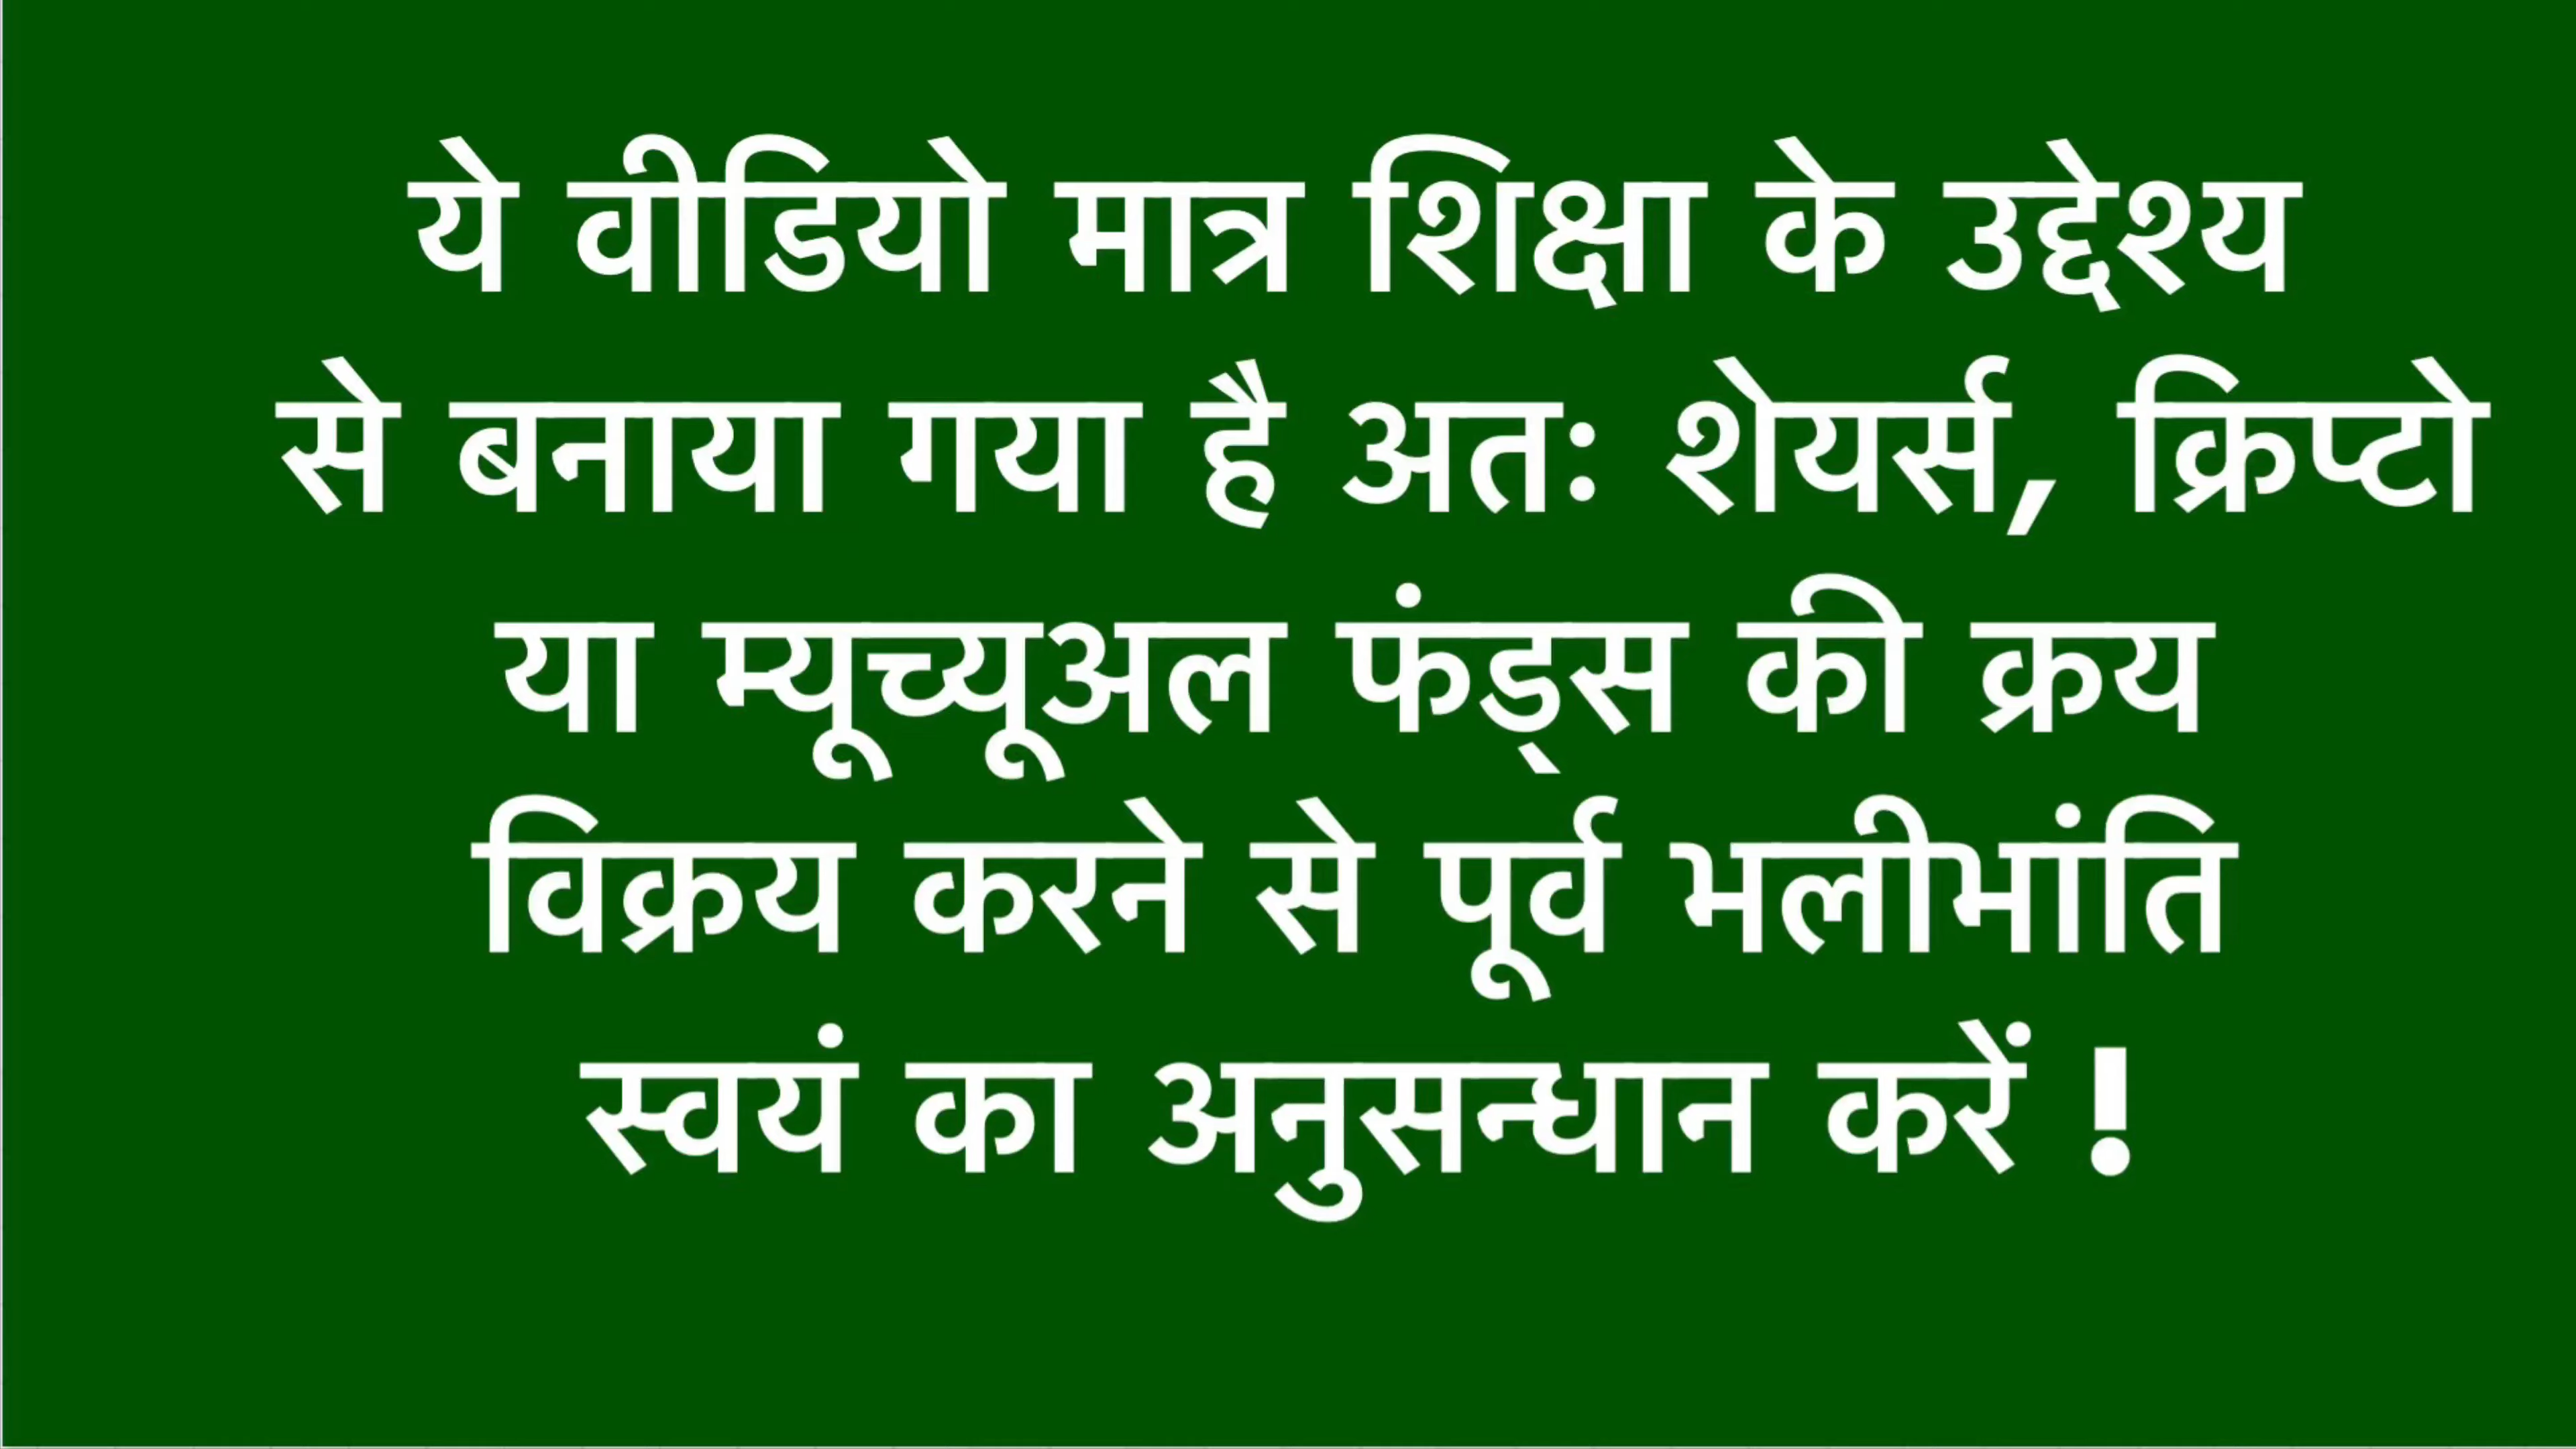 ये वीडियो मात्र शिक्षा के उद्देश्य
से बनाया गया है अतः शेयर्स, क्रिप्टो
या म्यूच्यूअल फंड्स की क्रय
विक्रय करने से पूर्व भलीभांति
स्वयं का अनुसन्धान करें !